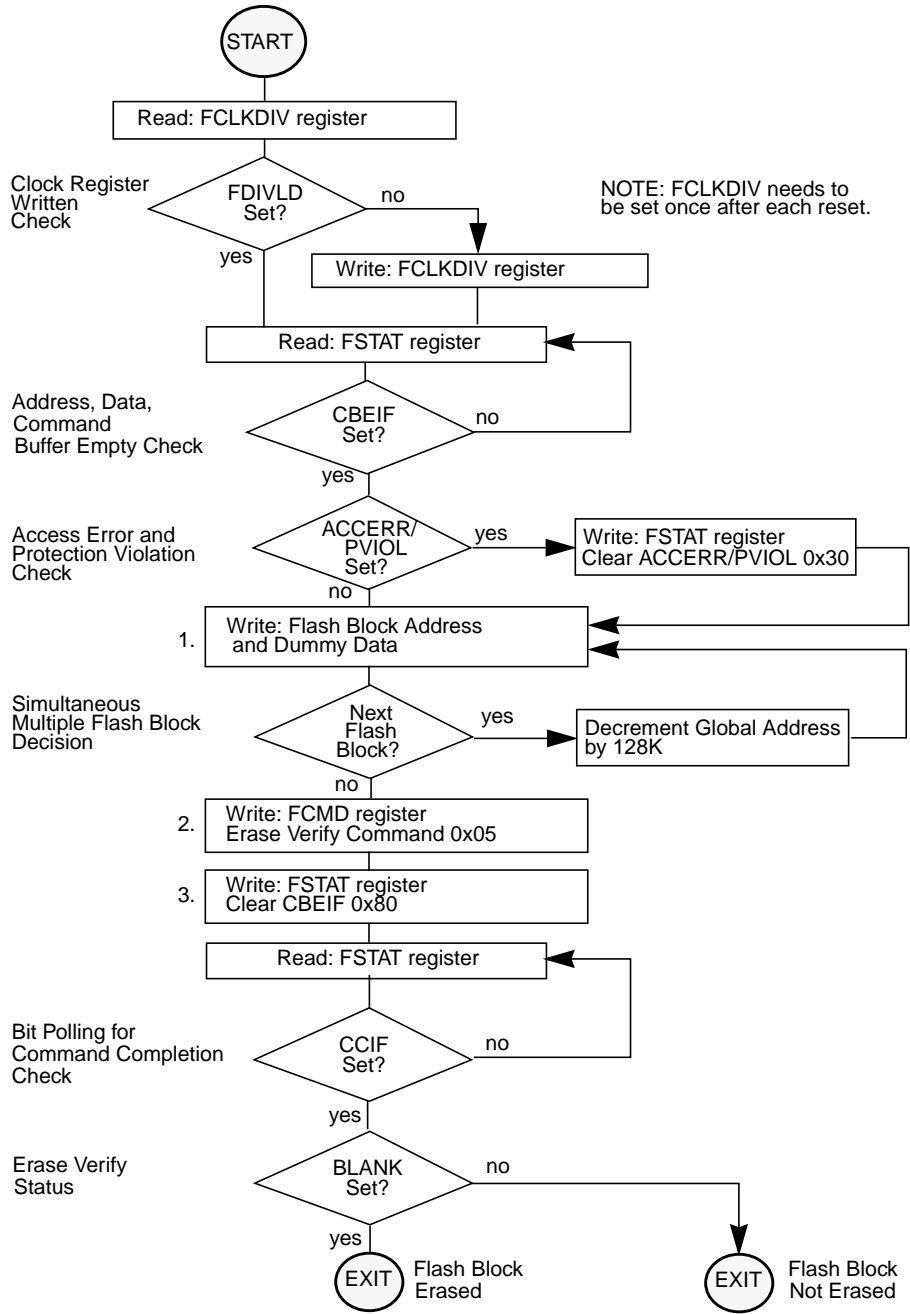 START
Read: FCLKDIV register
Clock Register
Written
Check
FDIVLD
Set?
no
yes
NOTE: FCLKDIV needs to
be set once after each reset.
Write: FCLKDIV register
Read: FSTAT register
Address, Data,
Command
Buffer Empty Check
CBEIF
Set?
no
yes
Access Error and
Protection Violation
Check
ACCERR/
PVIOL
Set?
yes
no
Write: FSTAT register
Clear ACCERR/PVIOL 0x30
1.
Write: Flash Block Address
and Dummy Data
Simultaneous
Multiple Flash Block
Decision
Next
Flash
Block?
yes
no
Decrement Global Address
by 128K
2.
Write: FCMD register
Erase Verify Command 0x05
3.
Write: FSTAT register
Clear CBEIF 0x80
Read: FSTAT register
Bit Polling for
Command Completion
Check
CCIF
Set?
no
yes
Erase Verify
Status
BLANK
Set?
no
yes
EXIT
Flash Block
Erased
EXIT
Flash Block
Not Erased